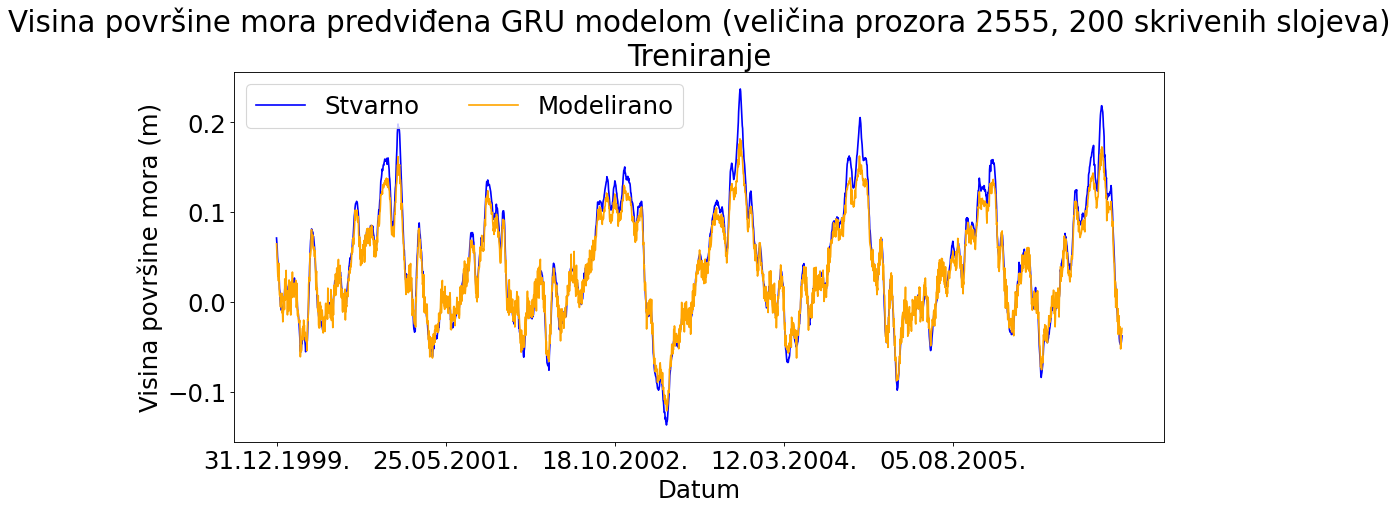 Visina površine mora predviđena GRU modelom (veličina prozora 2555, 200 skrivenih slojeva)
Treniranje
Stvarno
Modelirano
Visina površine mora (m)
0.2
0.1
0.0
−0.1
31.12.1999.
25.05.2001.
18.10.2002.
12.03.2004.
05.08.2005.
Datum